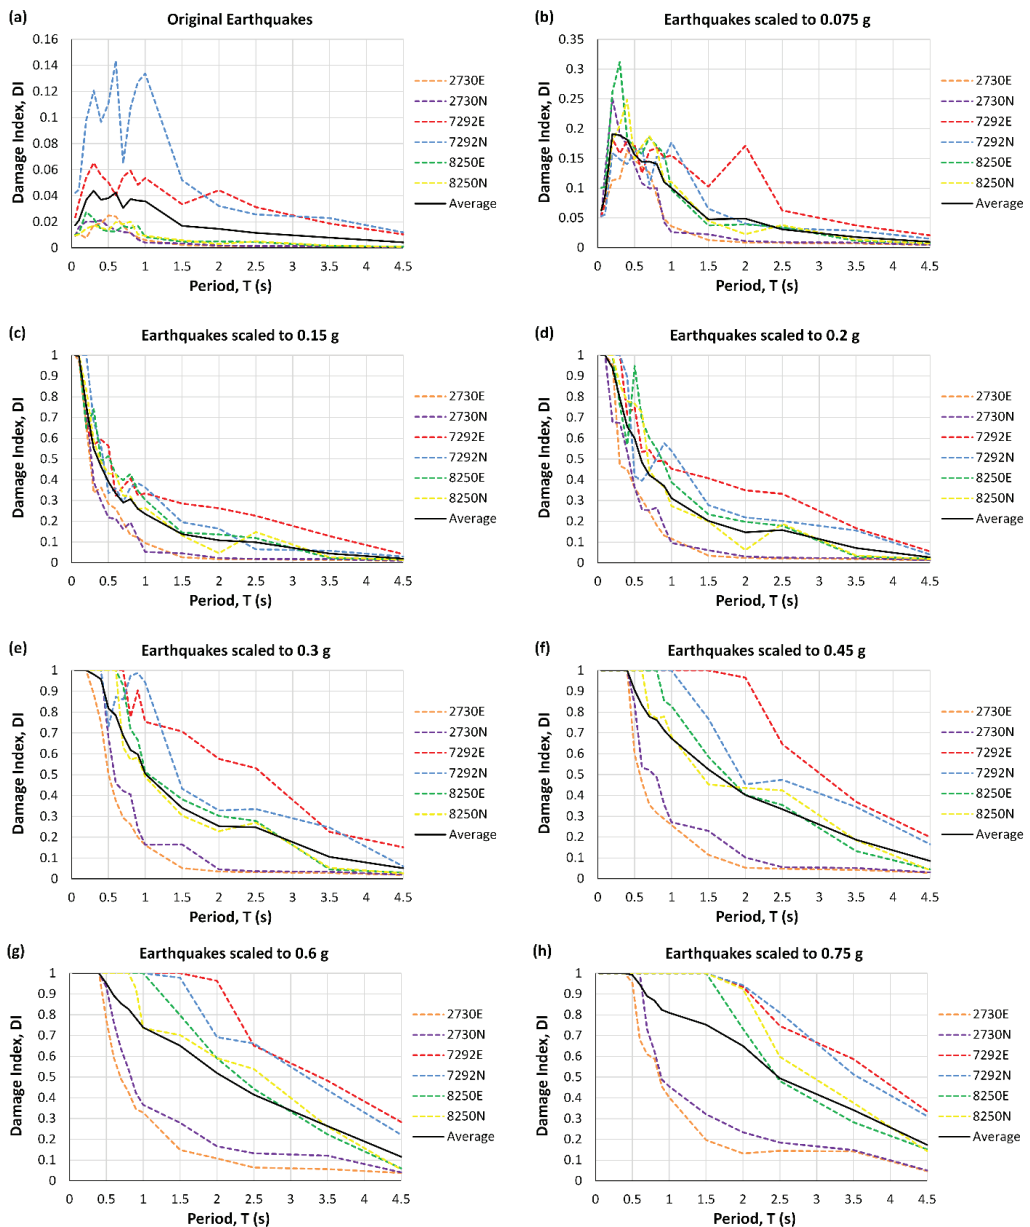 (a) Original Earthquakes
Damage Index, DI
0.16
0.14
0.12
0.1
0.08
0.06
0.04
0.02
0
0 0.5 1 1.5 2 2.5 3 3.5 4 4.5
Period, T (s)
2730E
2730N
7292E
7292N
8250E
8250N
Average
(b) Earthquakes scaled to 0.075 g
Damage Index, DI
0.35
0.3
0.25
0.2
0.15
0.1
0.05
0
0 0.5 1 1.5 2 2.5 3 3.5 4 4.5
Period, T (s)
2730E
2730N
7292E
7292N
8250E
8250N
Average
(c) Earthquakes scaled to 0.15 g
Damage Index, DI
1
0.9
0.8
0.7
0.6
0.5
0.4
0.3
0.2
0.1
0
0 0.5 1 1.5 2 2.5 3 3.5 4 4.5
Period, T (s)
2730E
2730N
7292E
7292N
8250E
8250N
Average
(d) Earthquakes scaled to 0.2 g
Damage Index, DI
1
0.9
0.8
0.7
0.6
0.5
0.4
0.3
0.2
0.1
0
0 0.5 1 1.5 2 2.5 3 3.5 4 4.5
Period, T (s)
2730E
2730N
7292E
7292N
8250E
8250N
Average
(e) Earthquakes scaled to 0.3 g
Damage Index, DI
1
0.9
0.8
0.7
0.6
0.5
0.4
0.3
0.2
0.1
0
0 0.5 1 1.5 2 2.5 3 3.5 4 4.5
Period, T (s)
2730E
2730N
7292E
7292N
8250E
8250N
Average
(f) Earthquakes scaled to 0.45 g
Damage Index, DI
1
0.9
0.8
0.7
0.6
0.5
0.4
0.3
0.2
0.1
0
0 0.5 1 1.5 2 2.5 3 3.5 4 4.5
Period, T (s)
2730E
2730N
7292E
7292N
8250E
8250N
Average
(g) Earthquakes scaled to 0.6 g
Damage Index, DI
1
0.9
0.8
0.7
0.6
0.5
0.4
0.3
0.2
0.1
0
0 0.5 1 1.5 2 2.5 3 3.5 4 4.5
Period, T (s)
2730E
2730N
7292E
7292N
8250E
8250N
Average
(h) Earthquakes scaled to 0.75 g
Damage Index, DI
1
0.9
0.8
0.7
0.6
0.5
0.4
0.3
0.2
0.1
0
0 0.5 1 1.5 2 2.5 3 3.5 4 4.5
Period, T (s)
2730E
2730N
7292E
7292N
8250E
8250N
Average